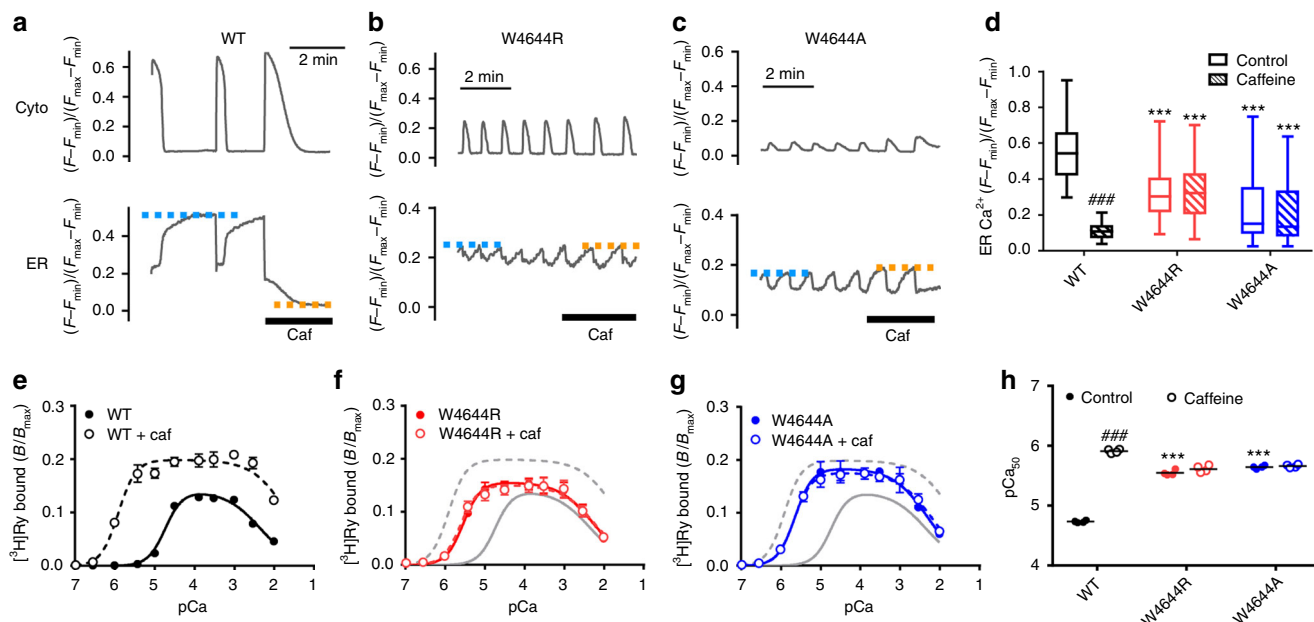 a
WT
2 min
Cyto
(F–Fmin)/(Fmax–Fmin)
0.6
0.4
0.2
0.0
ER
(F–Fmin)/(Fmax–Fmin)
0.4
0.2
0.0
Caf
b
W4644R
2 min
(F–Fmin)/(Fmax–Fmin)
0.6
0.4
0.2
0.0
(F–Fmin)/(Fmax–Fmin)
0.4
0.2
0.0
Caf
c
W4644A
2 min
(F–Fmin)/(Fmax–Fmin)
0.6
0.4
0.2
0.0
(F–Fmin)/(Fmax–Fmin)
0.4
0.2
0.0
Caf
d
Control
Caffeine
ER Ca2+ (F–Fmin)/(Fmax–Fmin)
1.0
0.8
0.6
0.4
0.2
0.0
###
*** ***
*** ***
WT
W4644R
W4644A
e
WT
WT + caf
[3H]Ry bound (B/Bmax)
0.3
0.2
0.1
0.0
7 6 5 4 3 2 1
pCa
f
W4644R
W4644R + caf
[3H]Ry bound (B/Bmax)
0.3
0.2
0.1
0.0
7 6 5 4 3 2 1
pCa
g
W4644A
W4644A + caf
[3H]Ry bound (B/Bmax)
0.3
0.2
0.1
0.0
7 6 5 4 3 2 1
pCa
h
Control
Caffeine
pCa50
7
6
5
4
###
***
***
WT
W4644R
W4644A